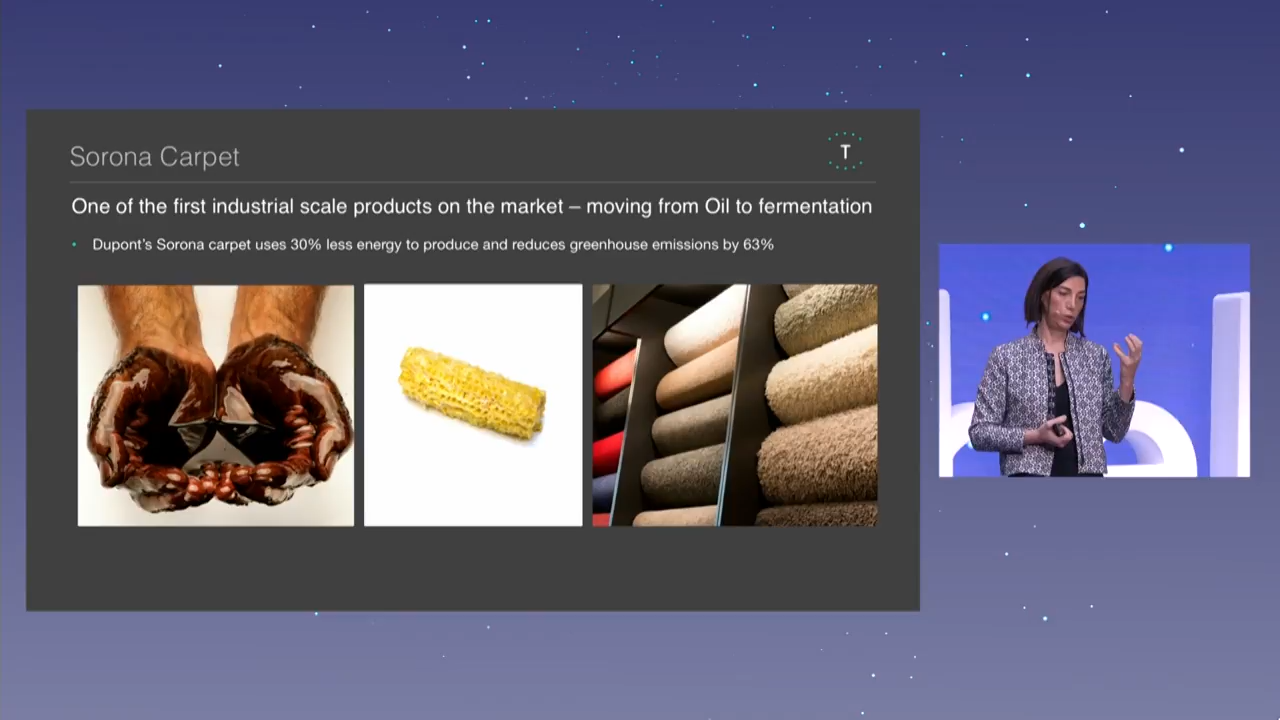 Sorona Carpet
T
One of the first industrial scale products on the market – moving from Oil to fermentation
• Dupont's Sorona carpet uses 30% less energy to produce and reduces greenhouse emissions by 63%